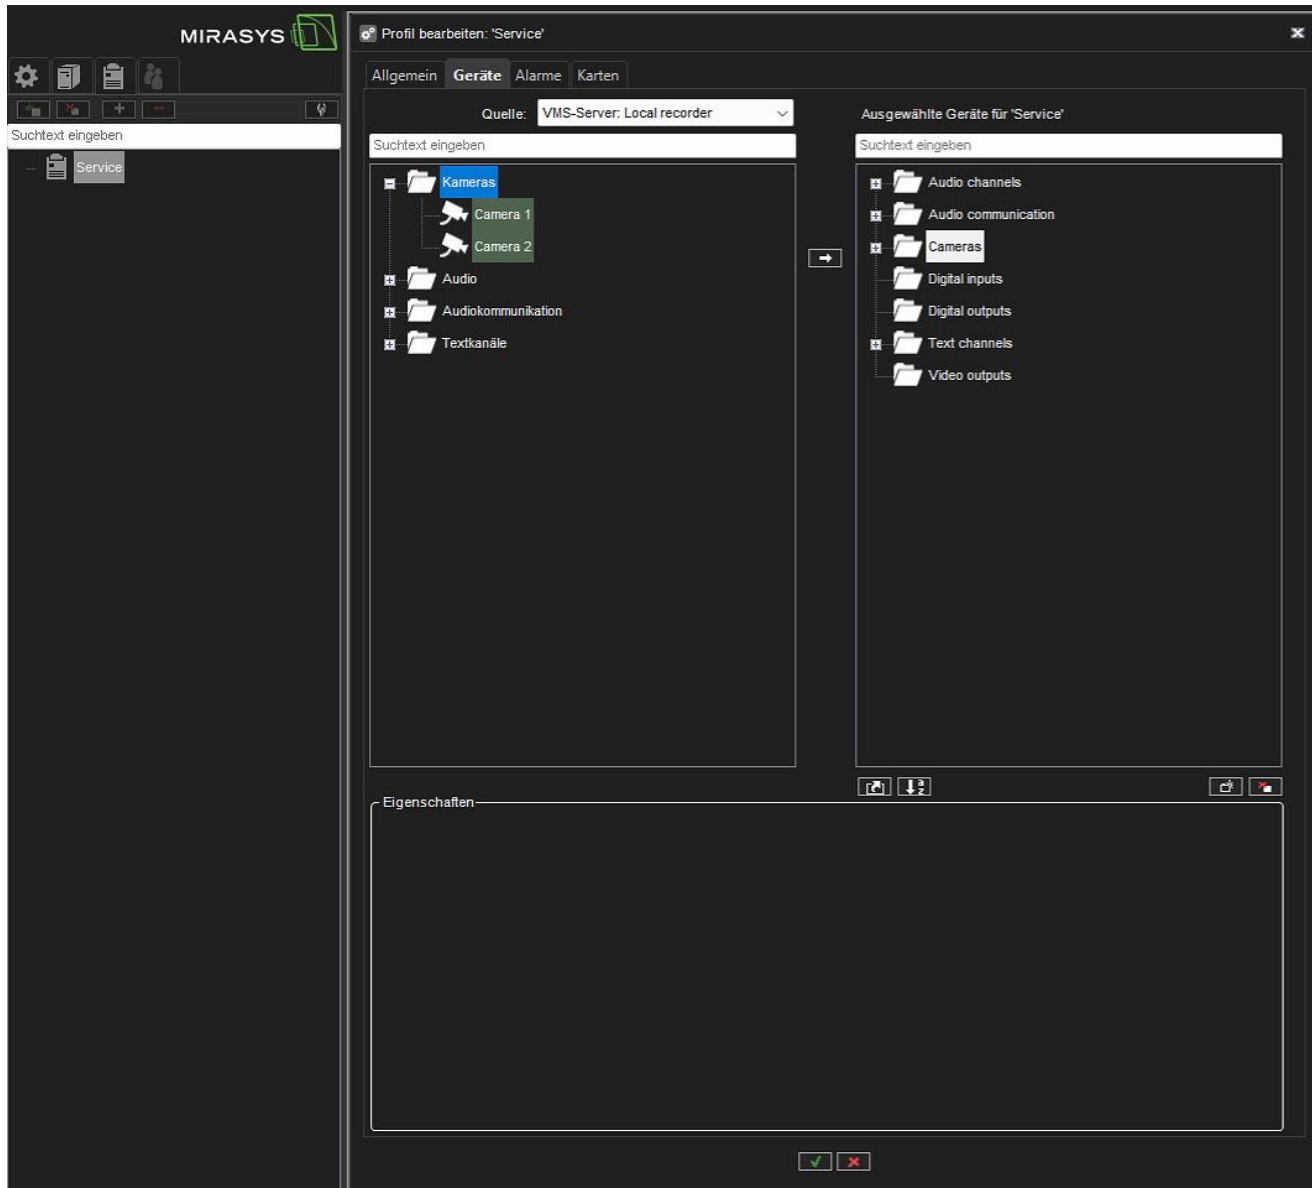 MIRASYS
Profil bearbeiten: 'Service'
Allgemein Geräte Alarme Karten
Quelle: VMS-Server: Local recorder
Ausgewählte Geräte für 'Service'
Suchtext eingeben
Service
Suchtext eingeben
Kameras
Camera 1
Camera 2
Audio
Audiokommunikation
Textkanäle
Suchtext eingeben
Audio channels
Audio communication
Cameras
Digital inputs
Digital outputs
Text channels
Video outputs
Eigenschaften